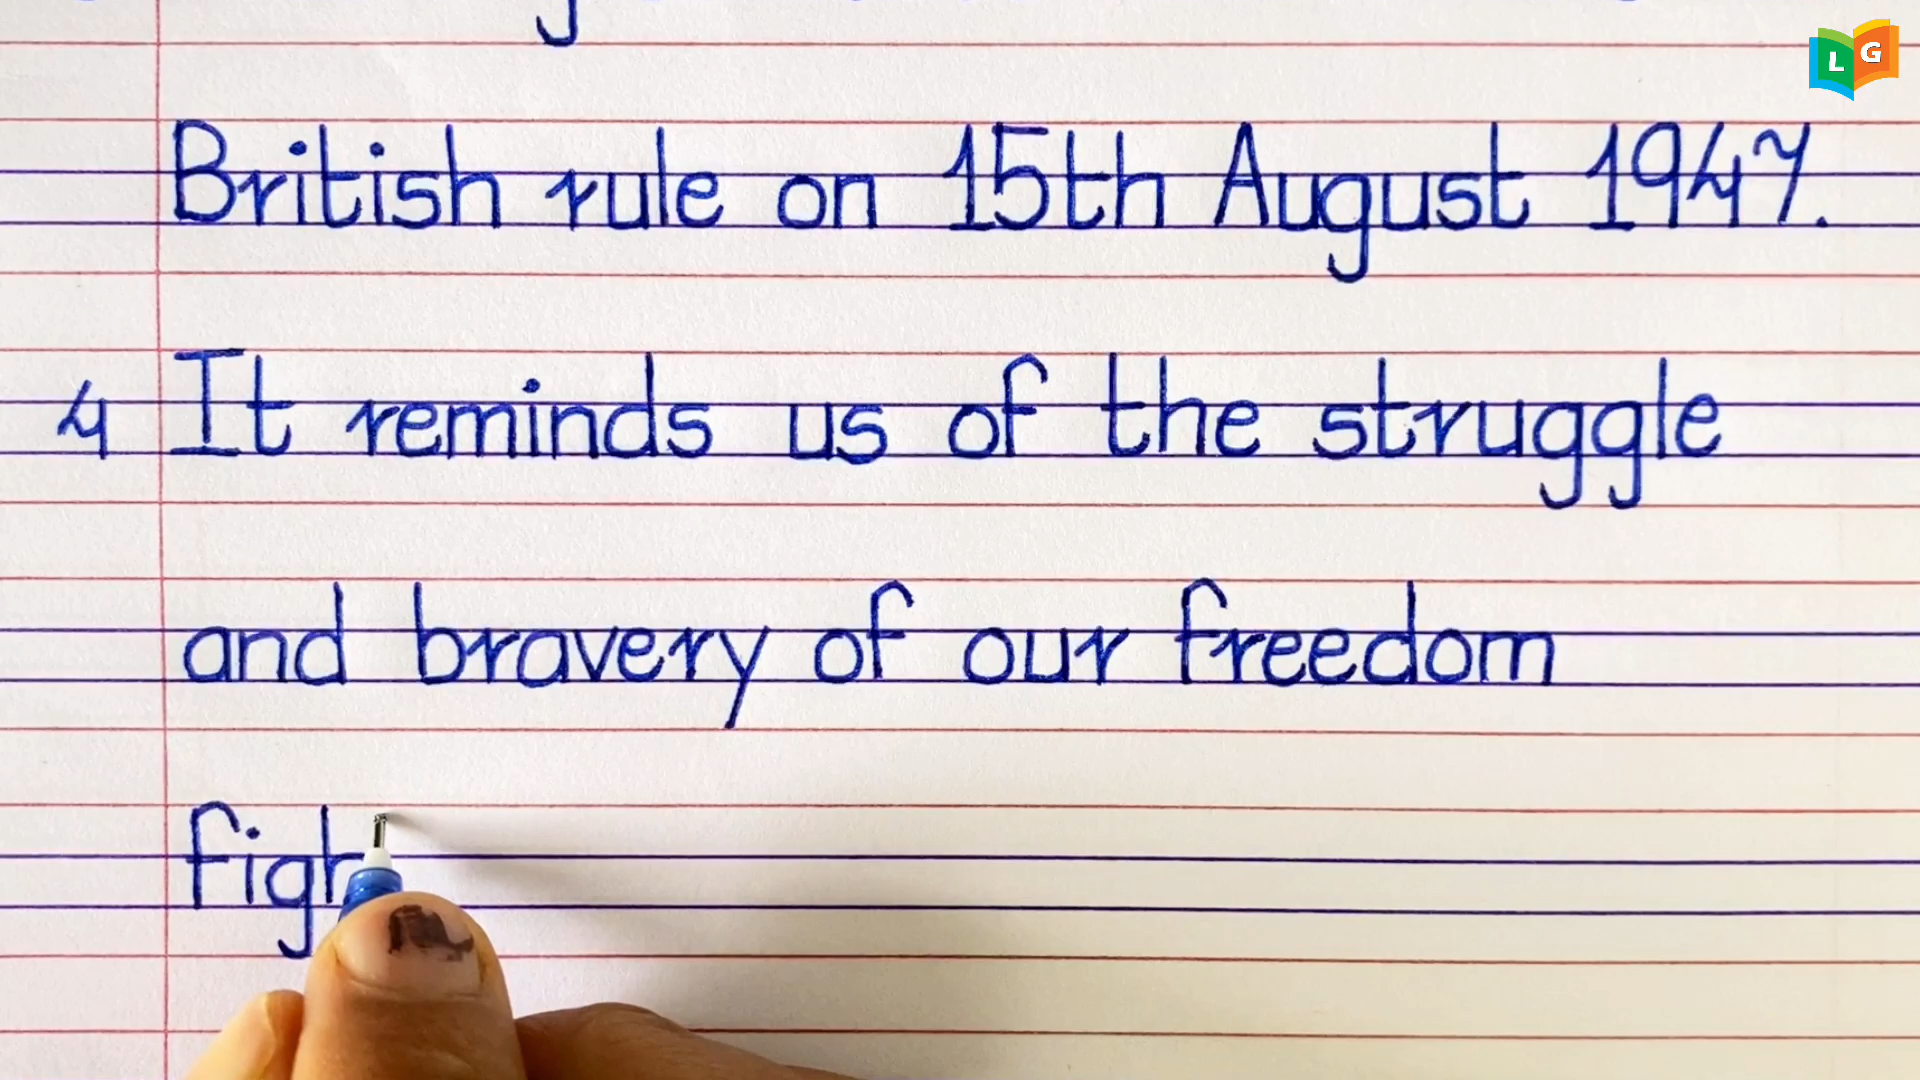 L G
British rule on 15th August 1947.
4 It reminds us of the struggle
and bravery of our freedom
figh